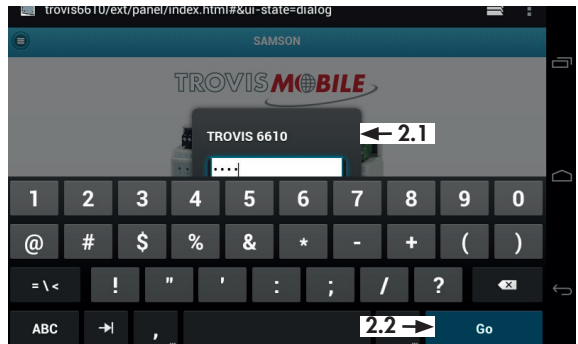 trovis6610/ext/panel/index.html#&ui-state=dialog
SAMSON
TROVIS MOBILE
TROVIS 6610
2.1
····
1 2 3 4 5 6 7 8 9 0
@ # $ % & * - + ( )
= \ < ! " ' : ; / ?
ABC , ... 2.2 ... Go